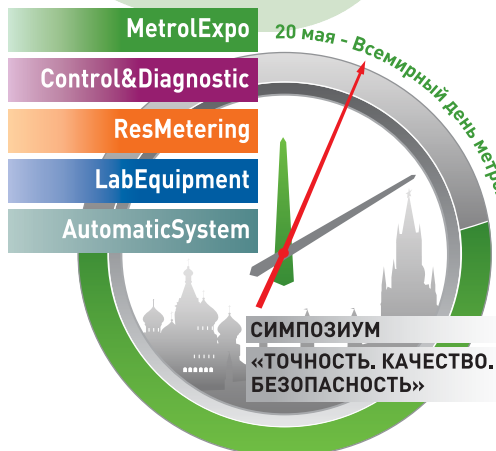 MetrolExpo
20 мая - Всемирный день
Control&Diagnostic
ResMetering
LabEquipment
AutomaticSystem
СИМПОЗИУМ
«ТОЧНОСТЬ. КАЧЕСТВО.
БЕЗОПАСНОСТЬ»